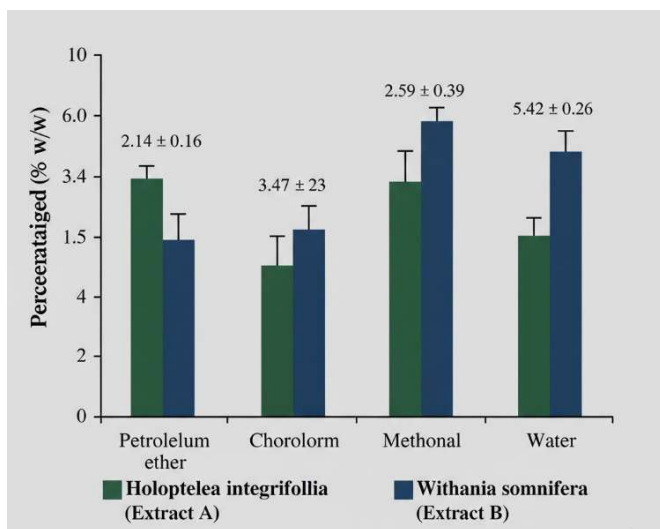 10
6.0
3.4
1.5
4
2
0
Perceerataiged (% w/w)
2.14 ± 0.16
3.47 ± 23
2.59 ± 0.39
5.42 ± 0.26
Petrolelum
ether
Chorolorm
Methonal
Water
Holoptelea integrifollia
(Extract A)
Withania somnifera
(Extract B)